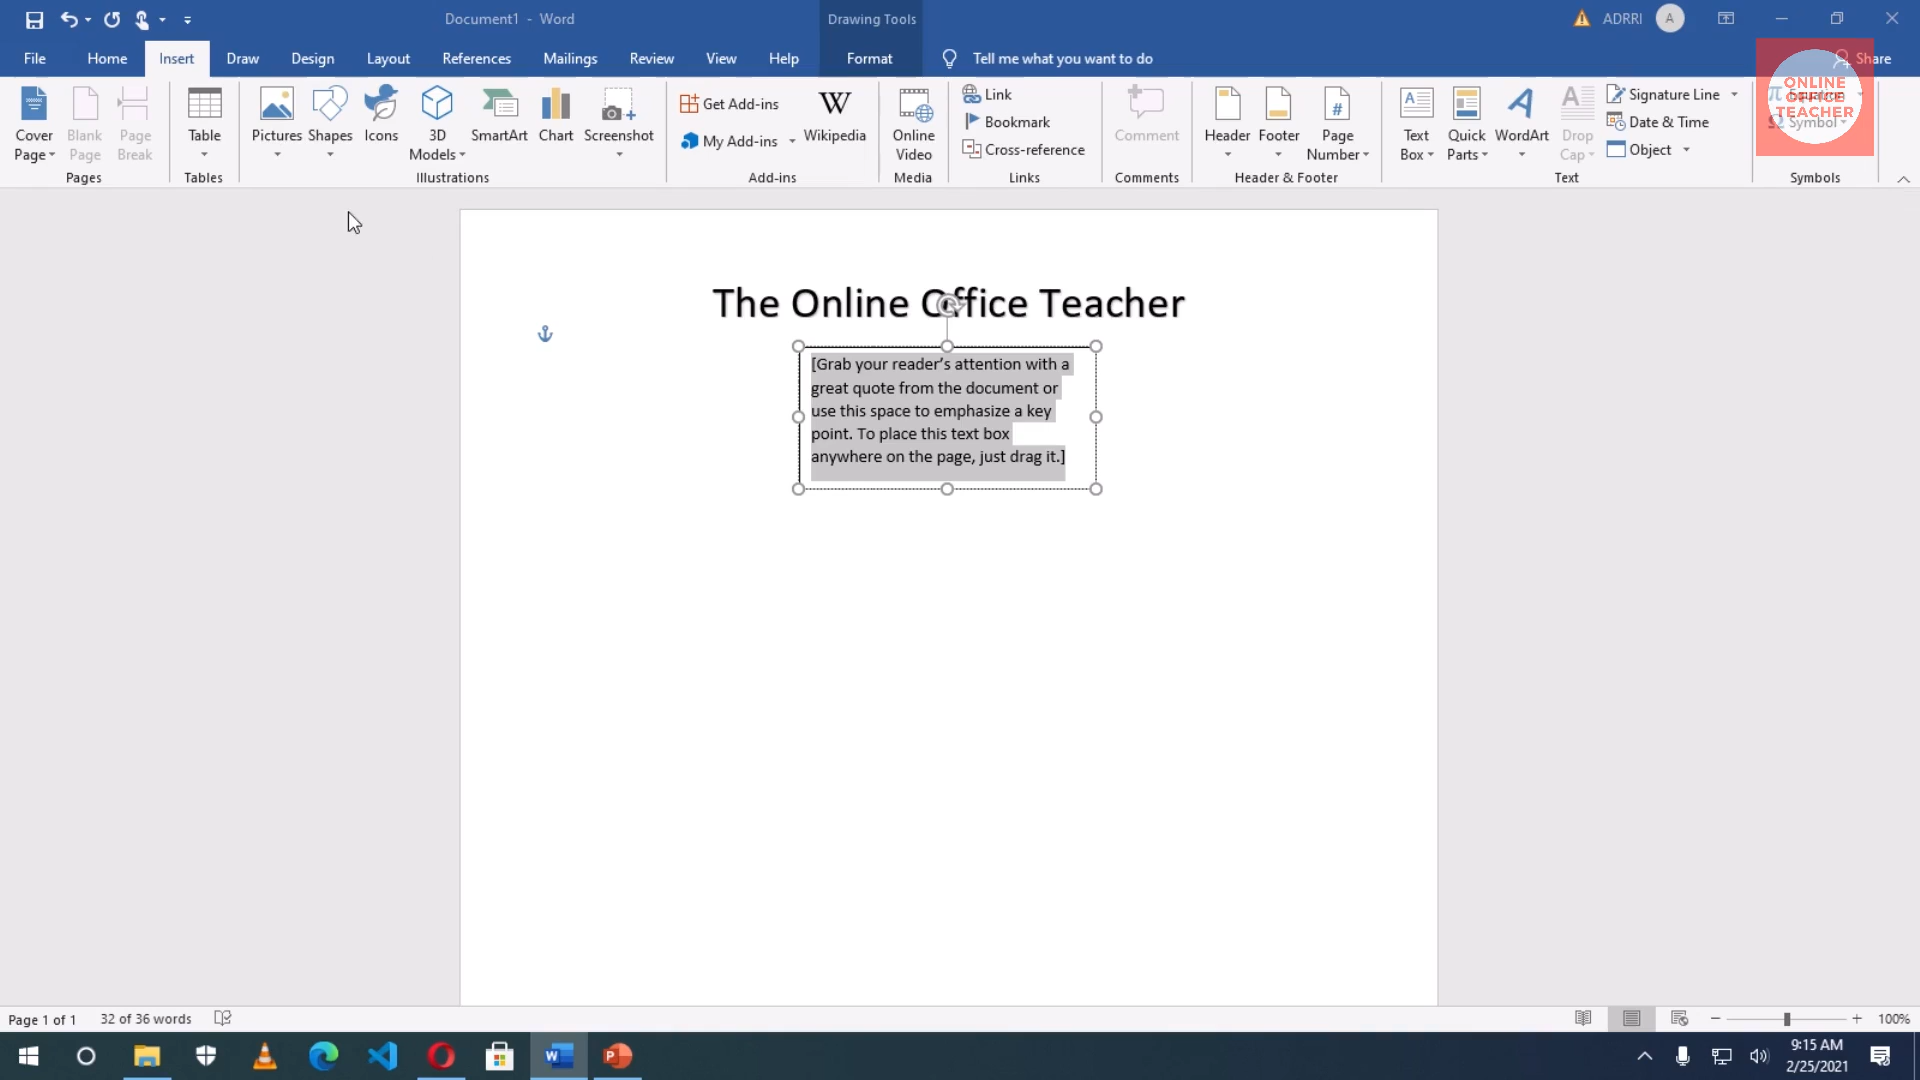 Document1 - Word
Drawing Tools
ADRRI
A
File
Home
Insert
Draw
Design
Layout
References
Mailings
Review
View
Help
Format
Tell me what you want to do
Share
Cover Page
Blank Page
Page Break
Pages
Table
Tables
Pictures
Shapes
Icons
3D Models
SmartArt
Chart
Screenshot
Illustrations
Get Add-ins
My Add-ins
W
Wikipedia
Add-ins
Online Video
Media
Link
Bookmark
Cross-reference
Links
Comment
Comments
Header
Footer
#
Page Number
Header & Footer
Text Box
Quick Parts
WordArt
Drop Cap
Signature Line
Date & Time
Object
Text
Symbol
Symbols
ONLINE
OFFICE
TEACHER
The Online Office Teacher
[Grab your reader’s attention with a
great quote from the document or
use this space to emphasize a key
point. To place this text box
anywhere on the page, just drag it.]
Page 1 of 1
32 of 36 words
100%
9:15 AM
2/25/2021